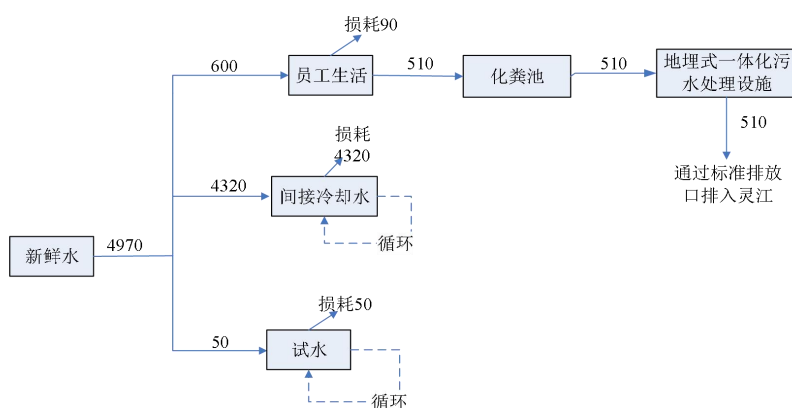 损耗90
600
员工生活
510
化粪池
510
地埋式一体化污
水处理设施
510
通过标准排放
口排入灵江
损耗
4320
4320
间接冷却水
循环
新鲜水
4970
损耗50
50
试水
循环